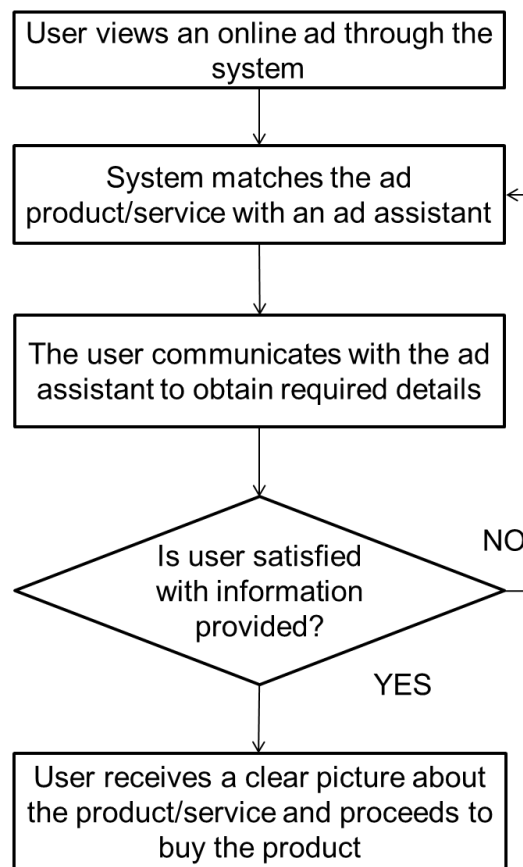 User views an online ad through the
system
System matches the ad
product/service with an ad assistant
The user communicates with the ad
assistant to obtain required details
Is user satisfied
with information
provided?
NO
YES
User receives a clear picture about
the product/service and proceeds to
buy the product